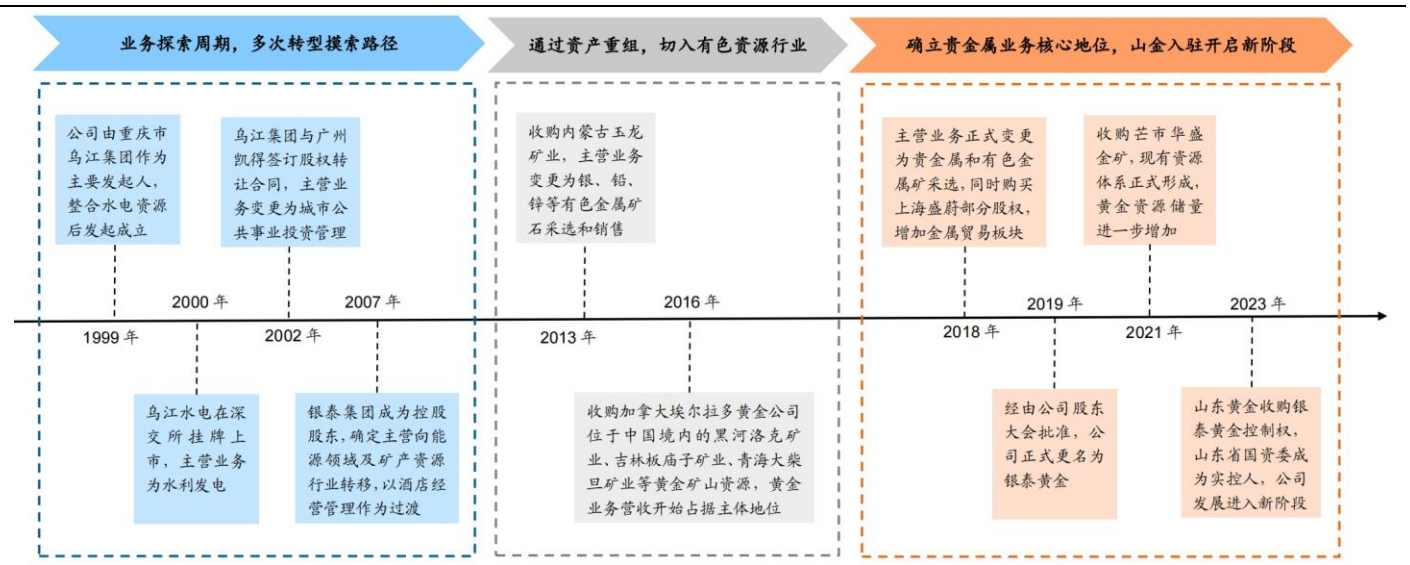 业务探索周期，多次转型摸索路径
通过资产重组，切入有色资源行业
确立贵金属业务核心地位，山金入驻开启新阶段
公司由重庆市
乌江集团作为
主要发起人，
整合水电资源
后发起成立
乌江集团与广州
凯得签订股权转
让合同，主营业
务变更为城市公
共事业投资管理
收购内蒙古玉龙
矿业，主营业务
变更为银、铅、
锌等有色金属矿
石采选和销售
主营业务正式变更
为贵金属和有色金
属矿采选，同时购买
上海盛蔚部分股权，
增加金属贸易板块
收购芒市华盛
金矿，现有资源
体系正式形成，
黄金资源储量
进一步增加
2000 年
2007 年
2016 年
2019 年
2023 年
1999 年
2002 年
2013 年
2018 年
2021 年
乌江水电在深
交所挂牌上
市，主营业务
为水利发电
银泰集团成为控股
股东，确定主营向能
源领域及矿产资源
行业转移，以酒店经
营管理作为过渡
收购加拿大埃尔拉多黄金公司
位于中国境内的黑河洛克矿
业、吉林板庙子矿业、青海大柴
旦矿业等黄金矿山资源，黄金
业务营收开始占据主体地位
经由公司股东
大会批准，公
司正式更名为
银泰黄金
山东黄金收购银
泰黄金控制权，
山东省国资委成
为实控人，公司
发展进入新阶段